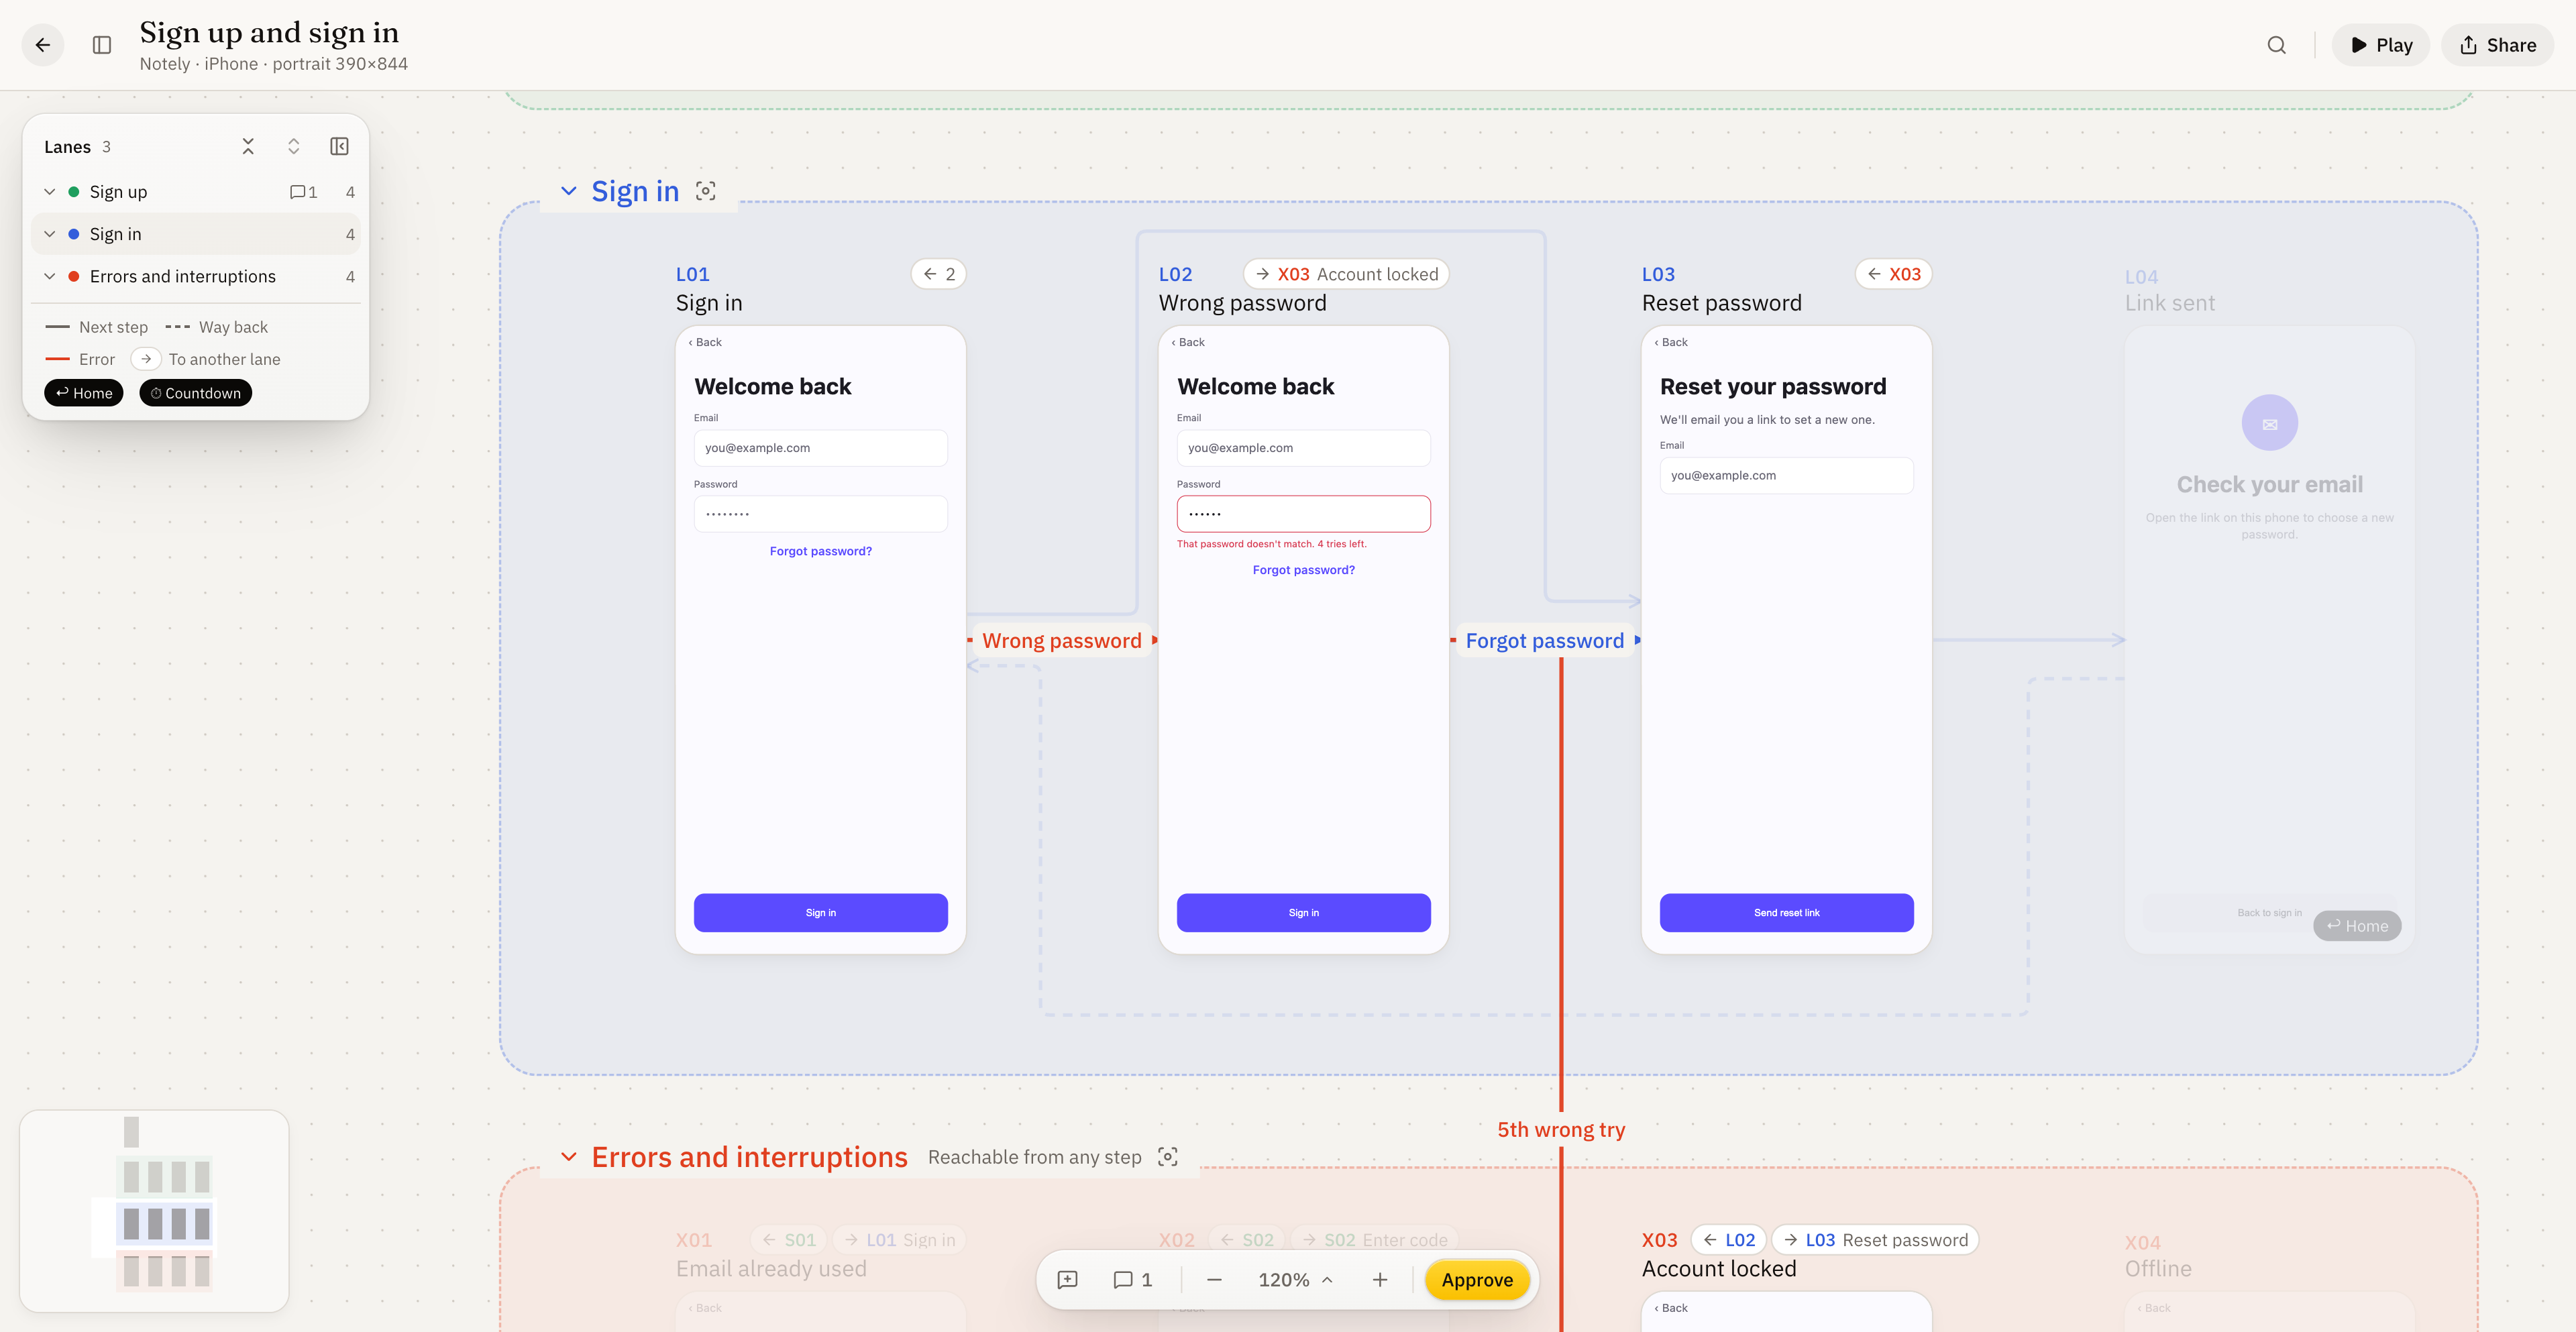 Sign up and sign in
Notely · iPhone · portrait 390×844
Play
Share
Lanes 3
Sign up 1 4
Sign in 4
Errors and interruptions 4
Next step Way back
Error To another lane
Home Countdown
Sign in
L01 2
Sign in
‹ Back
Welcome back
Email
you@example.com
Password
Forgot password?
Sign in
Wrong password
L02 X03 Account locked
Wrong password
‹ Back
Welcome back
Email
you@example.com
Password
That password doesn't match. 4 tries left.
Forgot password?
Sign in
Forgot password
L03 X03
Reset password
‹ Back
Reset your password
We'll email you a link to set a new one.
Email
you@example.com
Send reset link
L04
Link sent
Check your email
Open the link on this phone to choose a new
password.
Back to sign in
Home
5th wrong try
Errors and interruptions Reachable from any step
X01 S01 L01 Sign in
Email already used
‹ Back
X02 S02 S02 Enter code
X03 L02 L03 Reset password
Account locked
‹ Back
X04
Offline
‹ Back
1 120% Approve